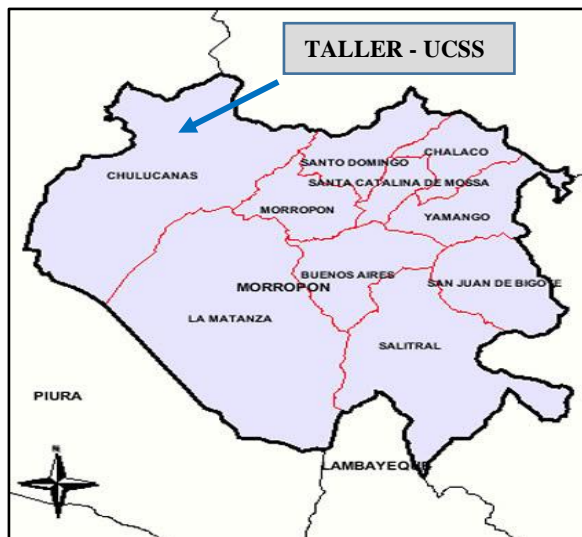 TALLER - UCSS
CHALACO
SANTO DOMINGO
CHULUCANAS
SANTA CATALINA DE MOSSA
MORROPON
YAMANGO
BUENOS AIRES
SAN JUAN DE BIGOTE
MORROPON
LA MATANZA
SALITRAL
PIURA
N
LAMBAYEQUE